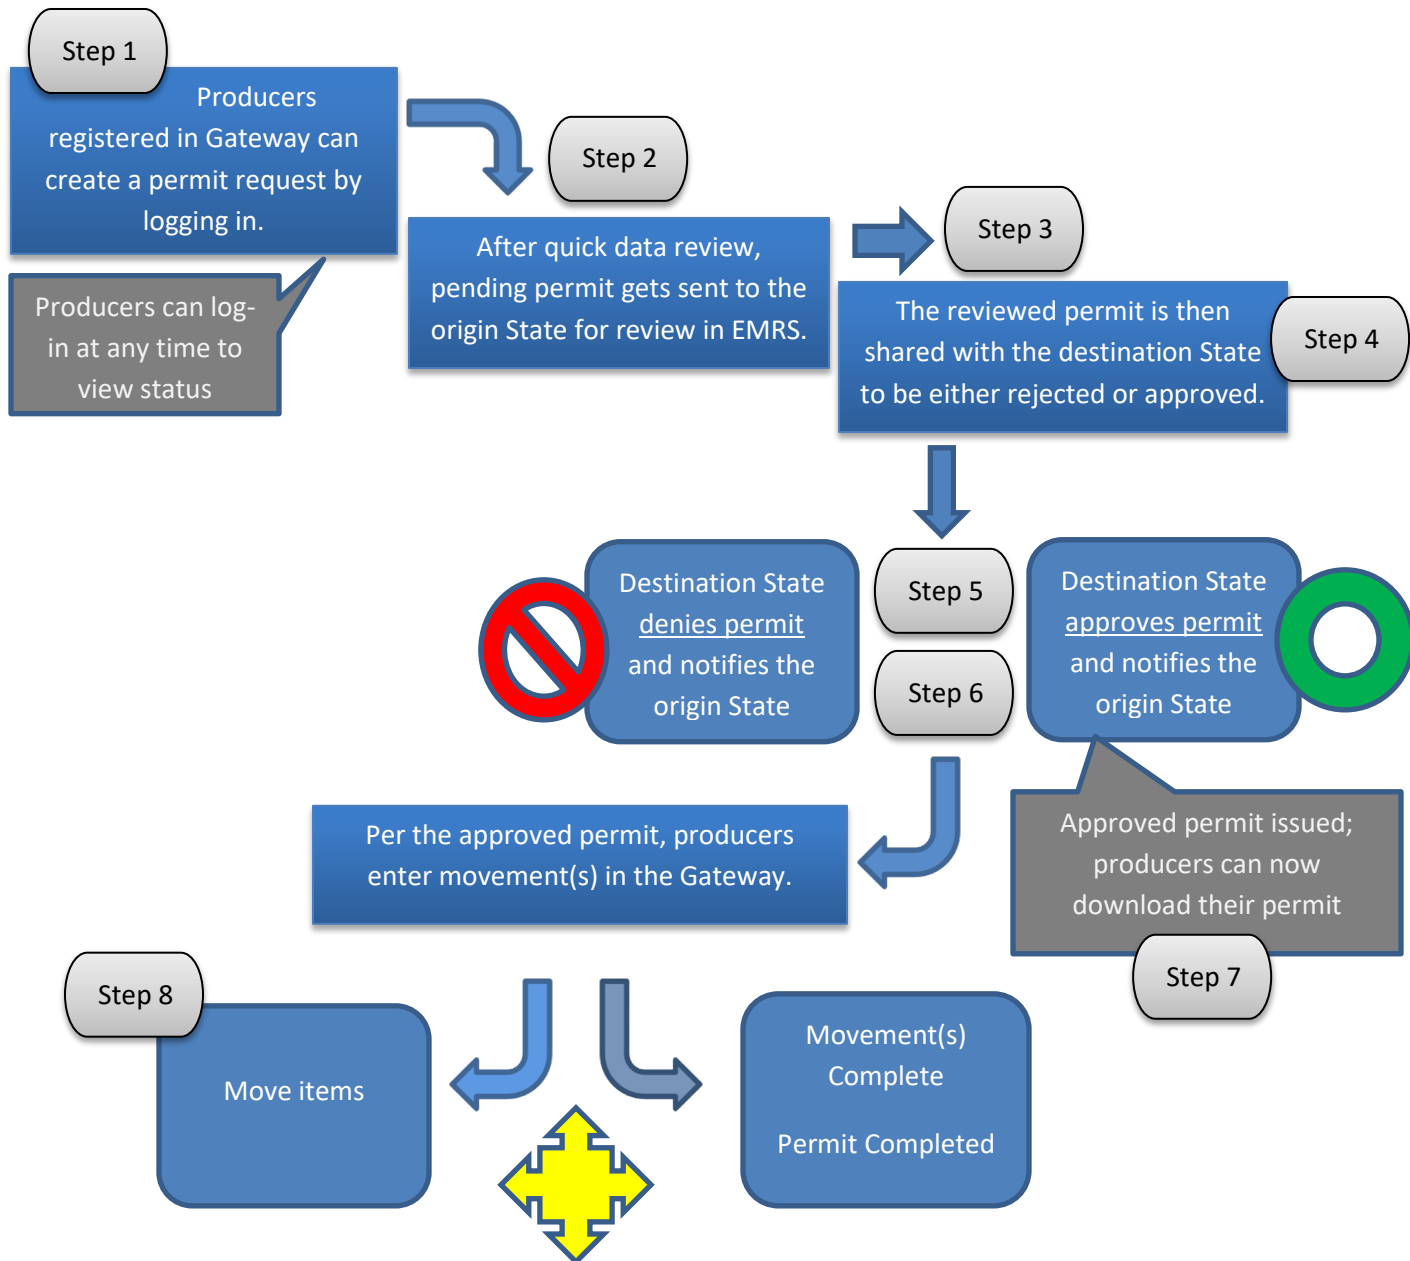 Step 1
Producers
registered in Gateway can
create a permit request by
logging in.
Producers can log-
in at any time to
view status
Step 2
After quick data review,
pending permit gets sent to the
origin State for review in EMRS.
Step 3
The reviewed permit is then
shared with the destination State
to be either rejected or approved.
Step 4
Destination State
denies permit
and notifies the
origin State
Step 5
Step 6
Destination State
approves permit
and notifies the
origin State
Approved permit issued;
producers can now
download their permit
Step 7
Per the approved permit, producers
enter movement(s) in the Gateway.
Step 8
Move items
Movement(s)
Complete
Permit Completed